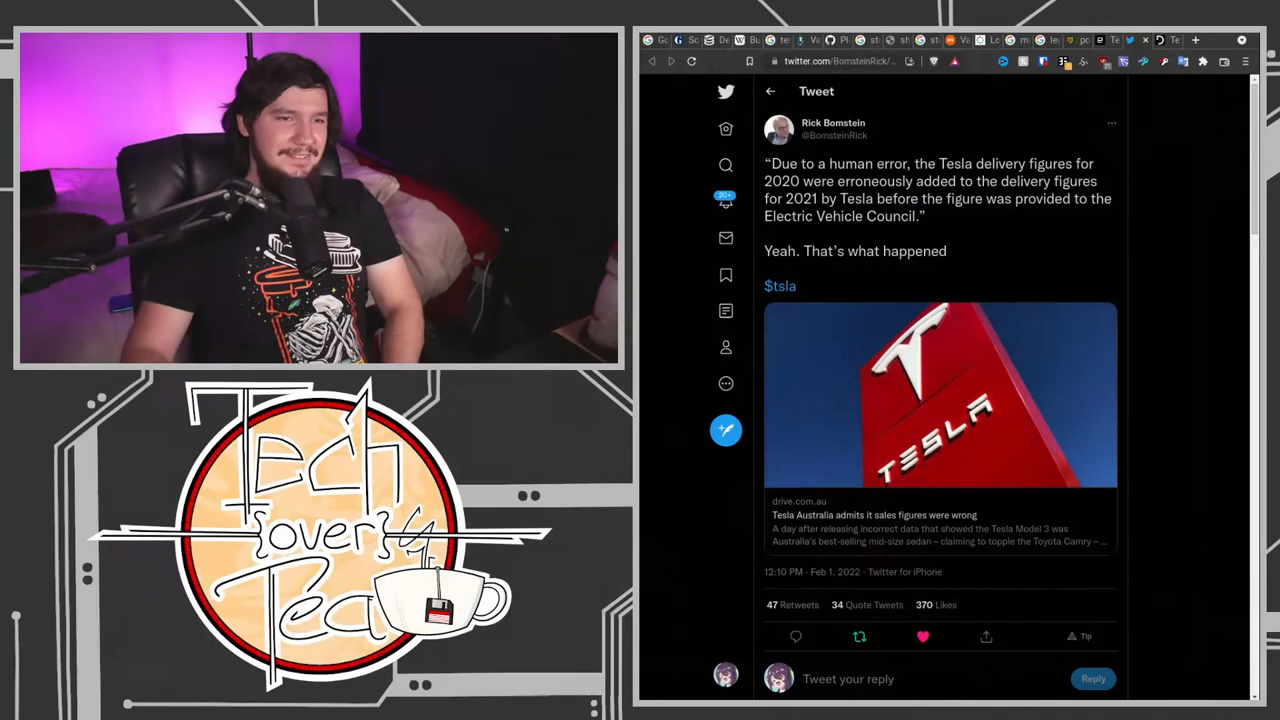 Tech
{over}
a
Tea
twitter.com/BomsteinRick/...
Tweet
Rick Bomstein
@BomsteinRick
“Due to a human error, the Tesla delivery figures for
2020 were erroneously added to the delivery figures
for 2021 by Tesla before the figure was provided to the
Electric Vehicle Council.”
Yeah. That’s what happened
$tsla
20+
TESLA
drive.com.au
Tesla Australia admits it sales figures were wrong
A day after releasing incorrect data that showed the Tesla Model 3 was
Australia's best-selling mid-size sedan – claiming to topple the Toyota Camry – ...
12:10 PM · Feb 1, 2022 · Twitter for iPhone
47 Retweets 34 Quote Tweets 370 Likes
Tip
Tweet your reply
Reply